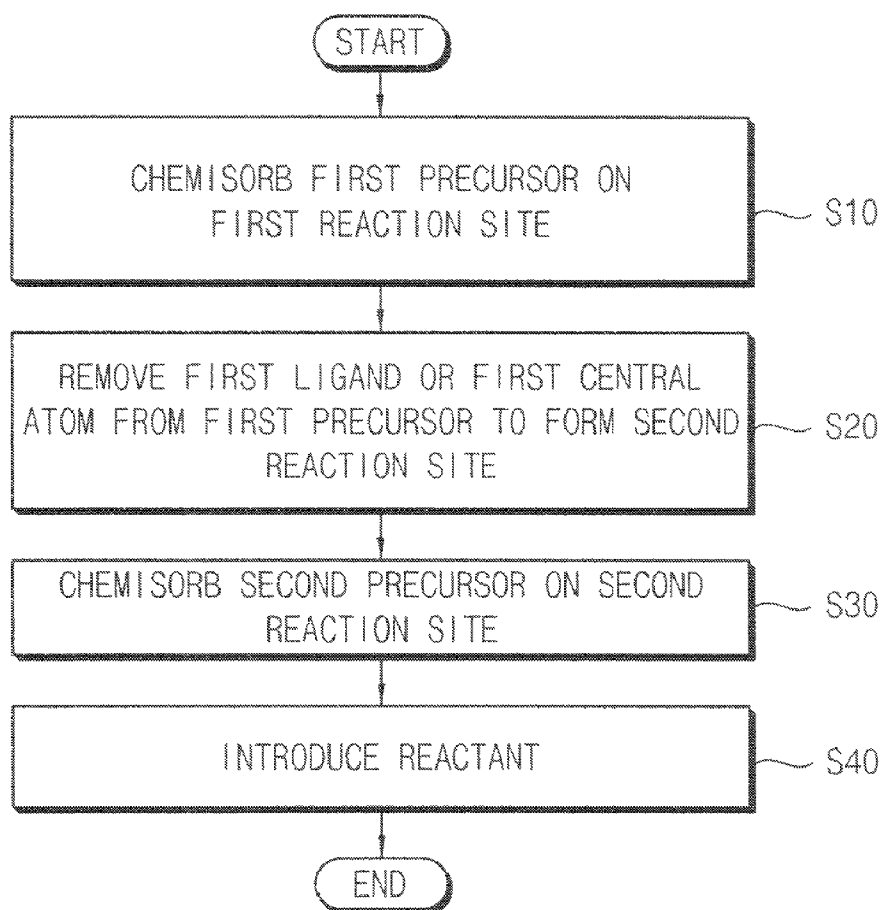 START
CHEMISORB FIRST PRECURSOR ON
FIRST REACTION SITE
S10
REMOVE FIRST LIGAND OR FIRST CENTRAL
ATOM FROM FIRST PRECURSOR TO FORM SECOND
REACTION SITE
S20
CHEMISORB SECOND PRECURSOR ON SECOND
REACTION SITE
S30
INTRODUCE REACTANT
S40
END